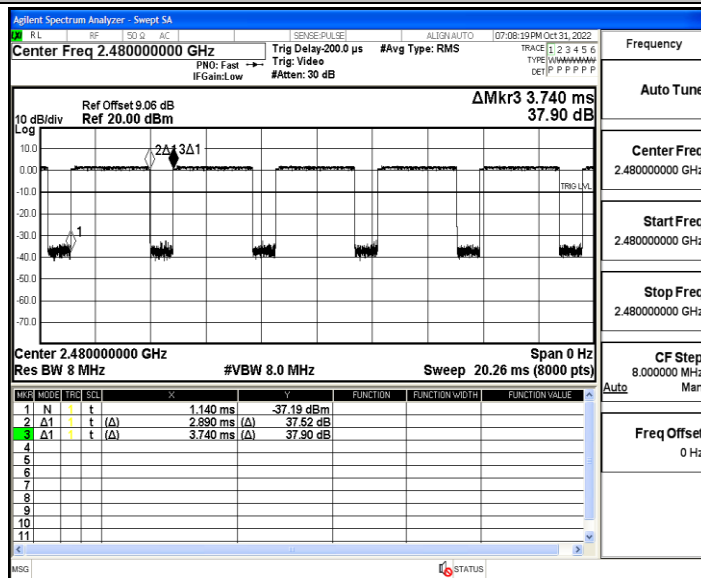 Agilent Spectrum Analyzer - Swept SA
RL RF 50 Ω AC SENSE:PULSE ALIGNAUTO 07:08:19PM Oct 31, 2022
Center Freq 2.480000000 GHz
PNO: Fast
IFGain:Low
Trig Delay-200.0 µs
Trig: Video
#Atten: 30 dB
#Avg Type: RMS
TRACE 1 2 3 4 5 6
TYPE
DET P P P P P P
ΔMkr3 3.740 ms
37.90 dB
Ref Offset 9.06 dB
10 dB/div Ref 20.00 dBm
Log
10.0
0.00
-10.0
-20.0
-30.0
-40.0
-50.0
-60.0
-70.0
2Δ1
3Δ1
1
TRIG LVL
Center 2.480000000 GHz Span 0 Hz
Res BW 8 MHz #VBW 8.0 MHz Sweep 20.26 ms (8000 pts)
MKR MODE TRC SCL X Y FUNCTION FUNCTION WIDTH FUNCTION VALUE
1 N 1 t 1.140 ms -37.19 dBm
2 Δ1 1 t (Δ) 2.890 ms (Δ) 37.52 dB
3 Δ1 1 t (Δ) 3.740 ms (Δ) 37.90 dB
4
5
6
7
8
9
10
11
MSG STATUS
Frequency
Auto Tune
Center Freq
2.480000000 GHz
Start Freq
2.480000000 GHz
Stop Freq
2.480000000 GHz
CF Step
8.000000 MHz
Auto Man
Freq Offset
0 Hz